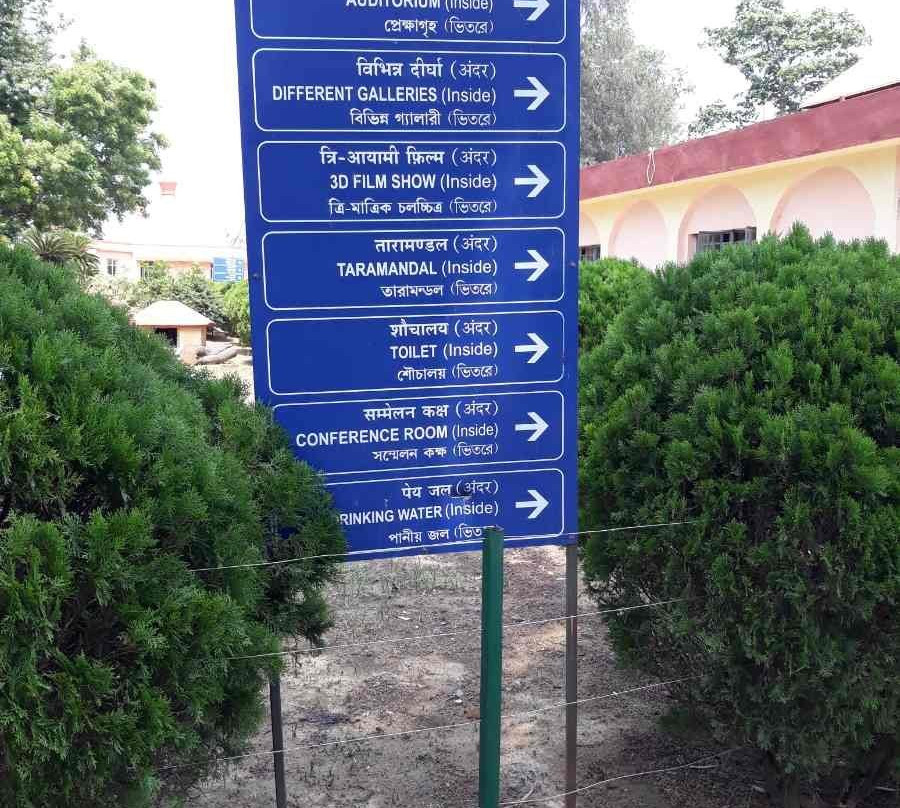 AUDITORIUM (Inside)
প্রেক্ষাগৃহ (ভিতরে)
विभिन्न दीर्घा (अंदर)
DIFFERENT GALLERIES (Inside)
বিভিন্ন গ্যালারী (ভিতরে)
त्रि-आयामी फ़िल्म (अंदर)
3D FILM SHOW (Inside)
ত্রি-মাত্রিক চলচ্চিত্র (ভিতরে)
तारामण्डल (अंदर)
TARAMANDAL (Inside)
তারামন্ডল (ভিতরে)
शौचालय (अंदर)
TOILET (Inside)
শৌচালয় (ভিতরে)
सम्मेलन कक्ष (अंदर)
CONFERENCE ROOM (Inside)
সম্মেলন কক্ষ (ভিতরে)
पेय जल (अंदर)
RINKING WATER (Inside)
পানীয় জল (ভিত